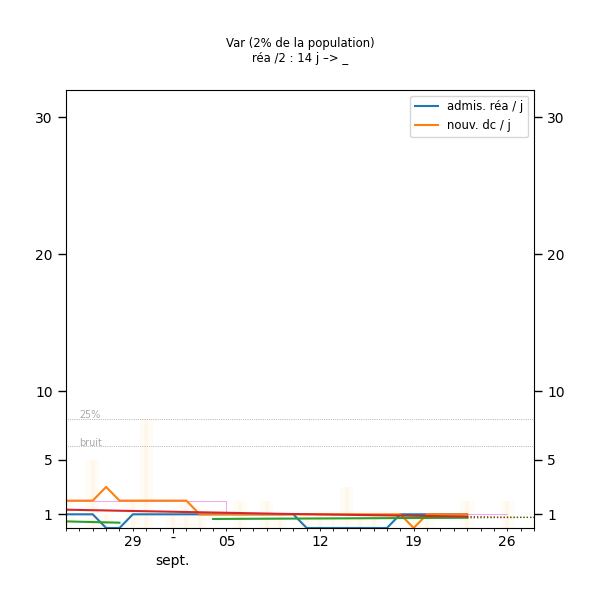 Var (2% de la population)
réa /2 : 14 j –> _
admis. réa / j
nouv. dc / j
30 30
20 20
10 10
25%
bruit
5 5
1 1
29 - 05 12 19 26
sept.